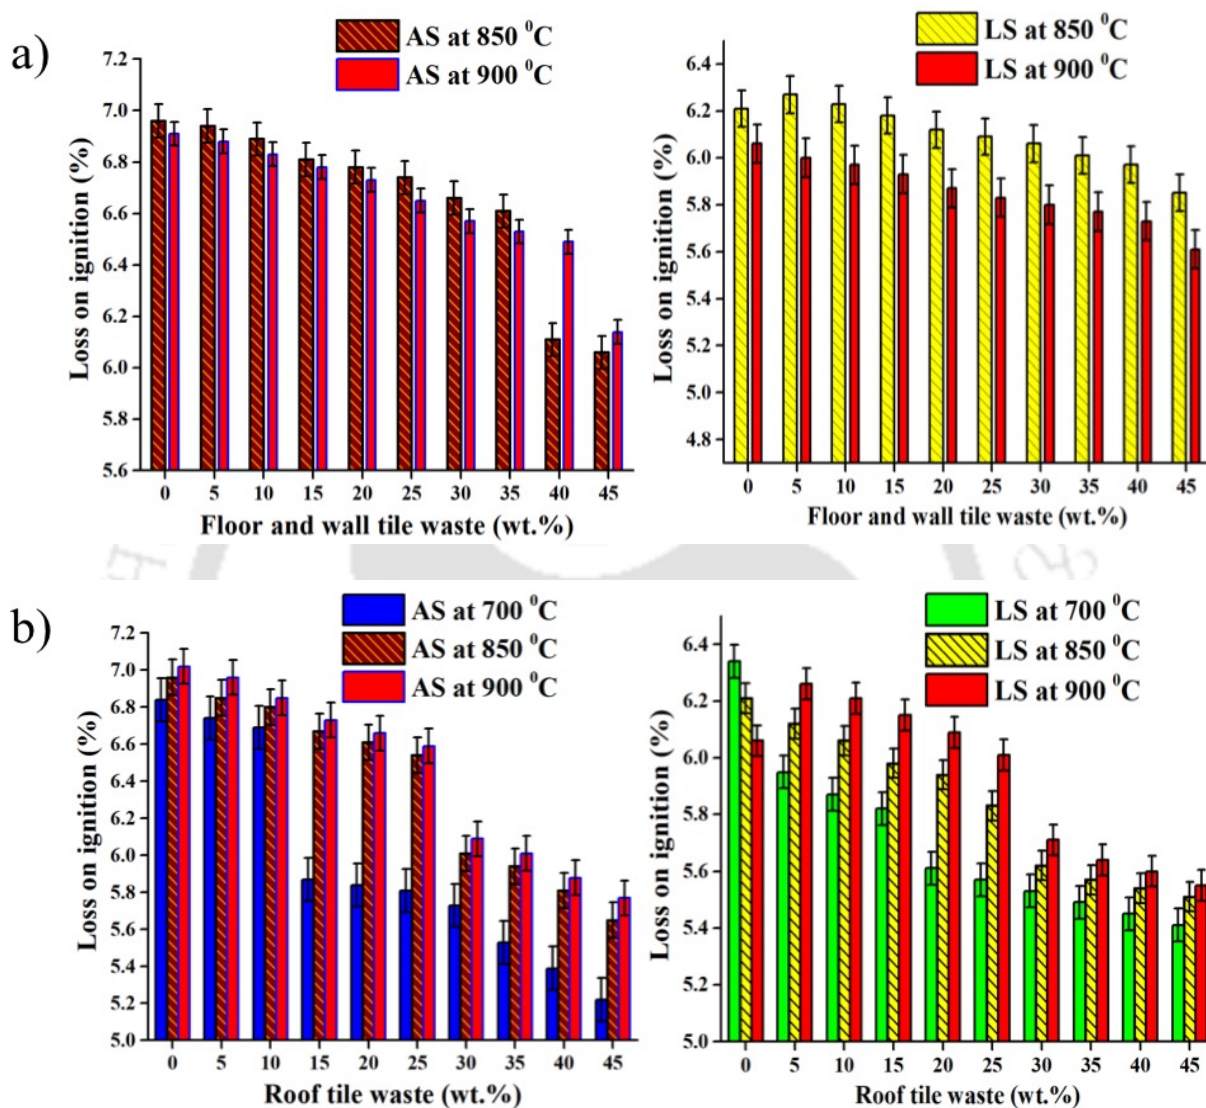 a)
AS at 850 ⁰C
AS at 900 ⁰C
Loss on ignition (%)
7.2
7.0
6.8
6.6
6.4
6.2
6.0
5.8
5.6
0 5 10 15 20 25 30 35 40 45
Floor and wall tile waste (wt.%)
LS at 850 ⁰C
LS at 900 ⁰C
Loss on ignition (%)
6.4
6.2
6.0
5.8
5.6
5.4
5.2
5.0
4.8
0 5 10 15 20 25 30 35 40 45
Floor and wall tile waste (wt.%)
b)
AS at 700 ⁰C
AS at 850 ⁰C
AS at 900 ⁰C
Loss on ignition (%)
7.2
7.0
6.8
6.6
6.4
6.2
6.0
5.8
5.6
5.4
5.2
5.0
0 5 10 15 20 25 30 35 40 45
Roof tile waste (wt.%)
LS at 700 ⁰C
LS at 850 ⁰C
LS at 900 ⁰C
Loss on ignition (%)
6.4
6.2
6.0
5.8
5.6
5.4
5.2
5.0
0 5 10 15 20 25 30 35 40 45
Roof tile waste (wt.%)